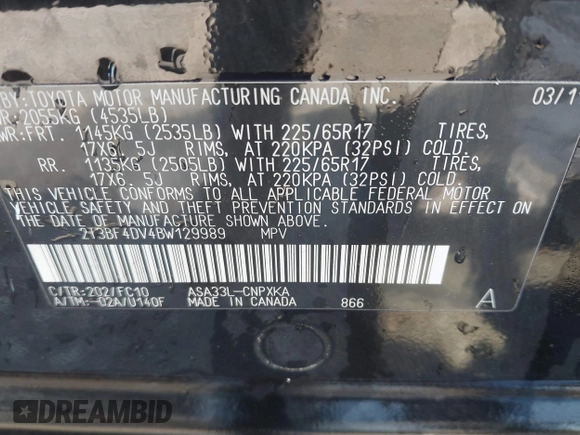 BY:TOYOTA MOTOR MANUFACTURING CANADA INC. 03/1
VR: 2055KG (4535LB)
WR:FRT. 1145KG (2535LB) WITH 225/65R17 TIRES,
17X6. 5J RIMS, AT 220KPA (32PSI) COLD.
RR. 1135KG (2505LB) WITH 225/65R17 TIRES,
17X6. 5J RIMS, AT 220KPA (32PSI) COLD.
THIS VEHICLE CONFORMS TO ALL APPLICABLE FEDERAL MOTOR
VEHICLE SAFETY AND THEFT PREVENTION STANDARDS IN EFFECT ON
THE DATE OF MANUFACTURE SHOWN ABOVE.
2T3BF4DV4BW129989 MPV
C/TR:202/FC10 ASA33L-CNPXKA
A/TM:-02A/U140F MADE IN CANADA 866 A
DREAMBID